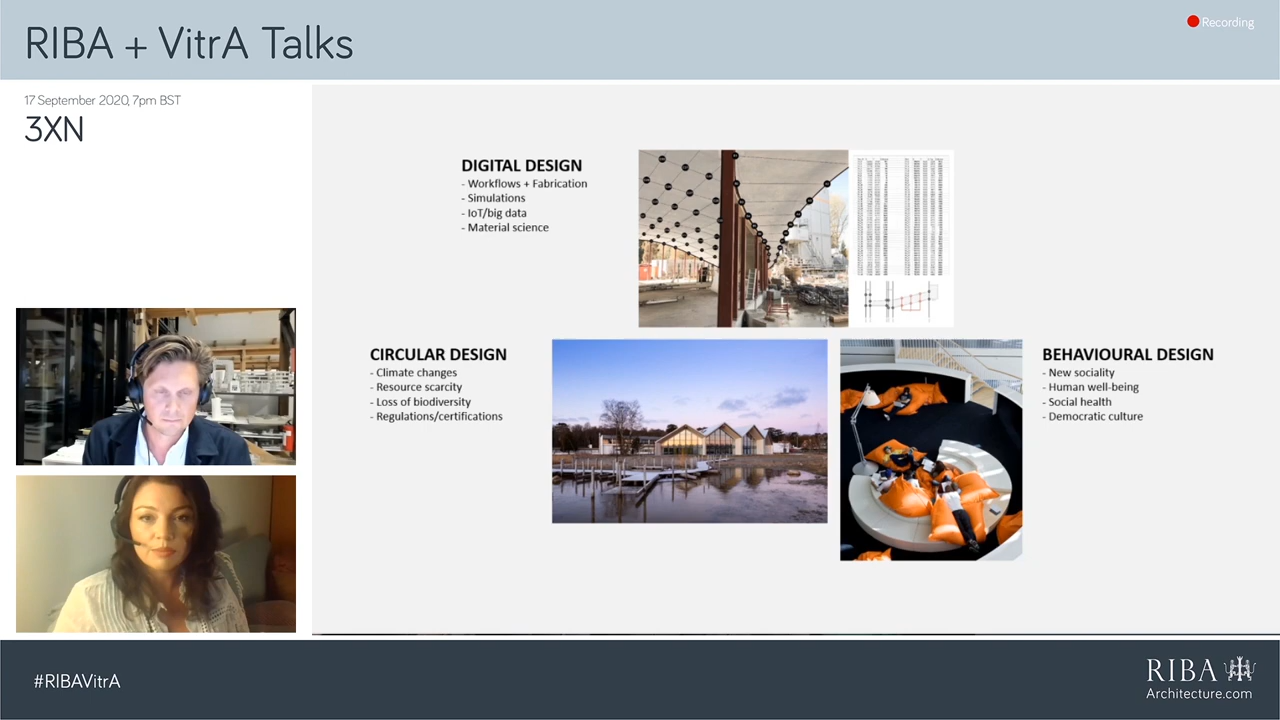 RIBA + VitrA Talks
Recording
17 September 2020, 7pm BST
3XN
DIGITAL DESIGN
- Workflows + Fabrication
- Simulations
- IoT/big data
- Material science
CIRCULAR DESIGN
- Climate changes
- Resource scarcity
- Loss of biodiversity
- Regulations/certifications
BEHAVIOURAL DESIGN
- New sociality
- Human well-being
- Social health
- Democratic culture
#RIBAVitrA
RIBA
Architecture.com